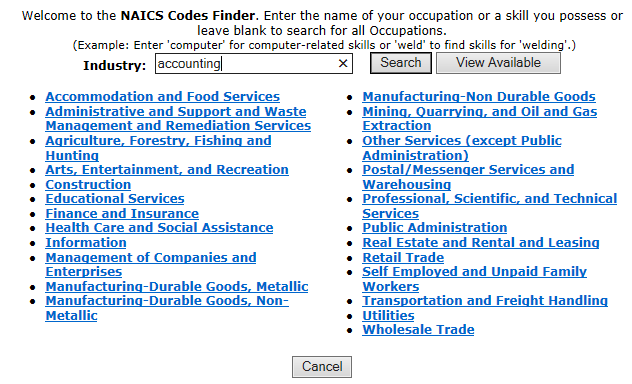 Welcome to the NAICS Codes Finder. Enter the name of your occupation or a skill you possess or
leave blank to search for all Occupations.
(Example: Enter 'computer' for computer-related skills or 'weld' to find skills for 'welding'.)
Industry: accounting × Search View Available
• Accommodation and Food Services
• Administrative and Support and Waste
Management and Remediation Services
• Agriculture, Forestry, Fishing and
Hunting
• Arts, Entertainment, and Recreation
• Construction
• Educational Services
• Finance and Insurance
• Health Care and Social Assistance
• Information
• Management of Companies and
Enterprises
• Manufacturing-Durable Goods, Metallic
• Manufacturing-Durable Goods, Non-
Metallic
• Manufacturing-Non Durable Goods
• Mining, Quarrying, and Oil and Gas
Extraction
• Other Services (except Public
Administration)
• Postal/Messenger Services and
Warehousing
• Professional, Scientific, and Technical
Services
• Public Administration
• Real Estate and Rental and Leasing
• Retail Trade
• Self Employed and Unpaid Family
Workers
• Transportation and Freight Handling
• Utilities
• Wholesale Trade
Cancel